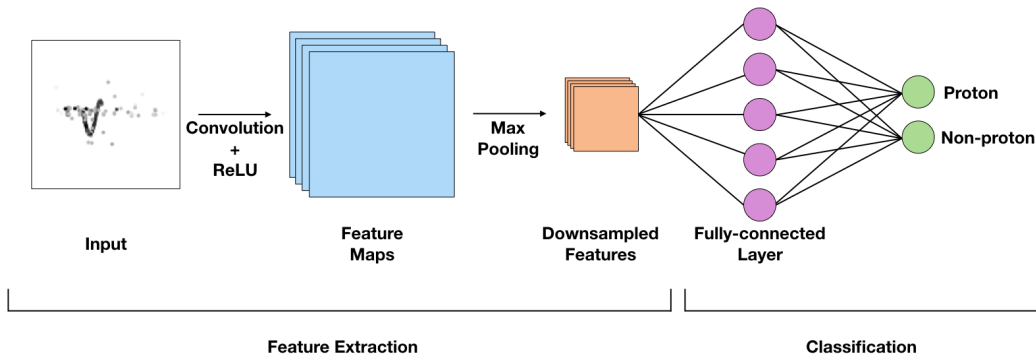 Convolution
+
ReLU
Max
Pooling
Proton
Non-proton
Input
Feature
Maps
Downsampled
Features
Fully-connected
Layer
Feature Extraction
Classification